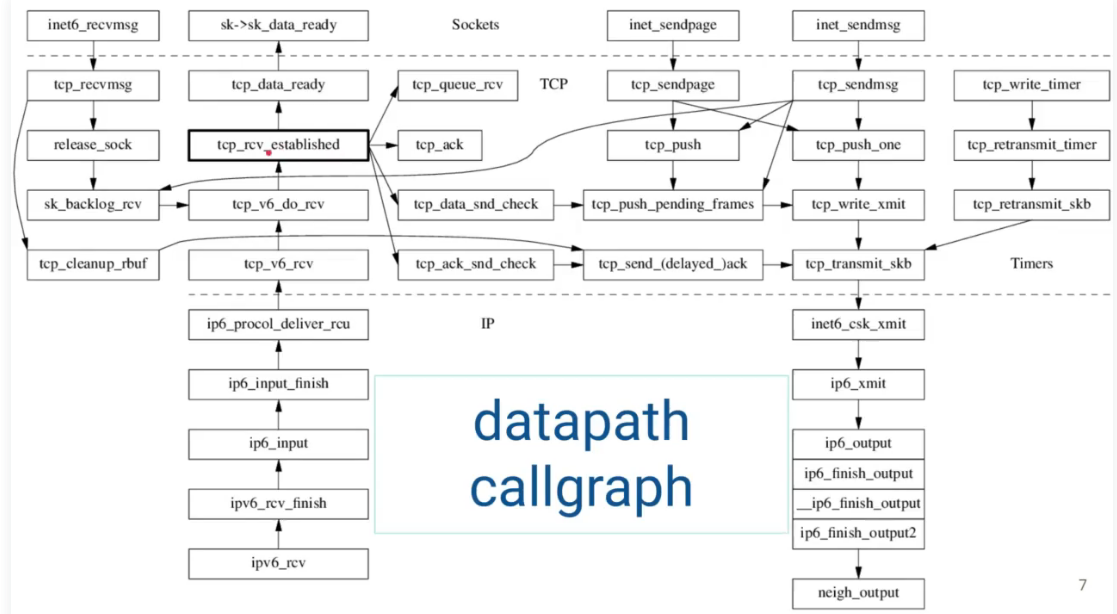 inet6_recvmsg
sk->sk_data_ready
Sockets
inet_sendpage
inet_sendmsg
tcp_recvmsg
tcp_data_ready
tcp_queue_rcv
TCP
tcp_sendpage
tcp_sendmsg
tcp_write_timer
release_sock
tcp_rcv_established
tcp_ack
tcp_push
tcp_push_one
tcp_retransmit_timer
sk_backlog_rcv
tcp_v6_do_rcv
tcp_data_snd_check
tcp_push_pending_frames
tcp_write_xmit
tcp_retransmit_skb
tcp_cleanup_rbuf
tcp_v6_rcv
tcp_ack_snd_check
tcp_send_(delayed_)ack
tcp_transmit_skb
Timers
ip6_procol_deliver_rcu
IP
inet6_csk_xmit
ip6_input_finish
ip6_xmit
datapath
callgraph
ip6_input
ip6_output
ip6_finish_output
ipv6_rcv_finish
__ip6_finish_output
ip6_finish_output2
ipv6_rcv
neigh_output
7